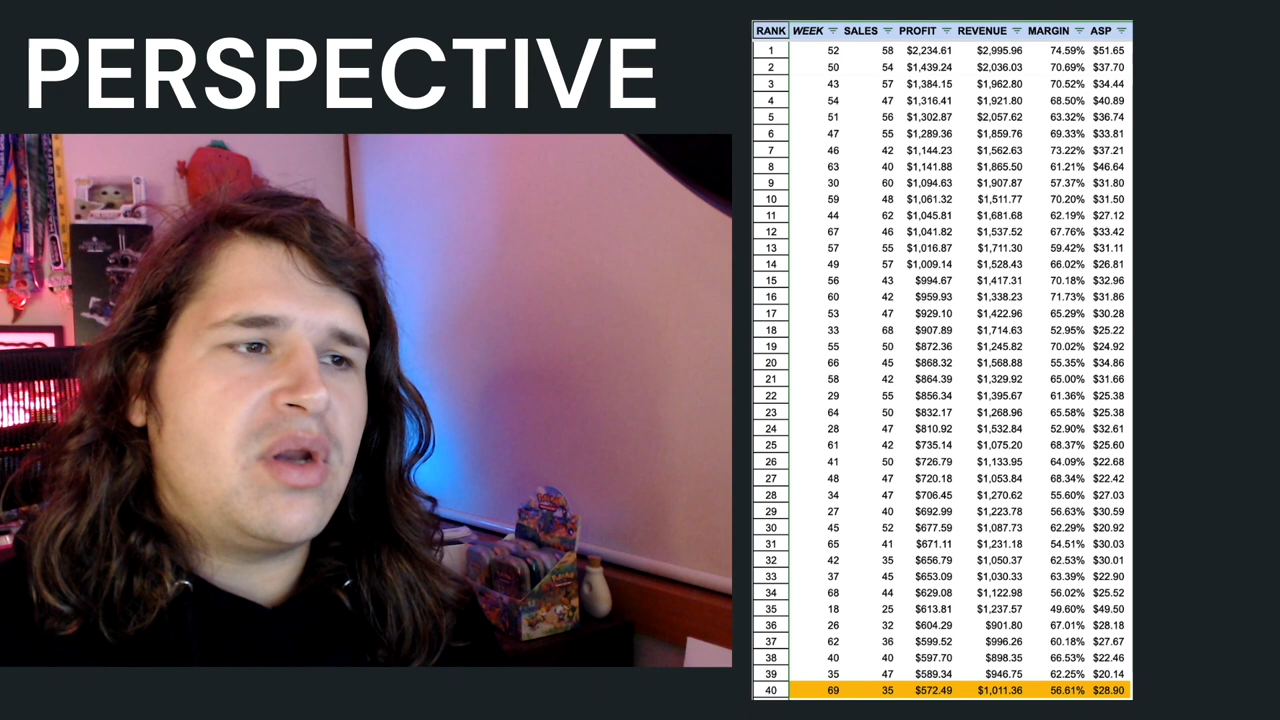 PERSPECTIVE
RANK WEEK SALES PROFIT REVENUE MARGIN ASP
1 52 58 $2,234.61 $2,995.96 74.59% $51.65
2 50 54 $1,439.24 $2,036.03 70.69% $37.70
3 43 57 $1,384.15 $1,962.80 70.52% $34.44
4 54 47 $1,316.41 $1,921.80 68.50% $40.89
5 51 56 $1,302.87 $2,057.62 63.32% $36.74
6 47 55 $1,289.36 $1,859.76 69.33% $33.81
7 46 42 $1,144.23 $1,562.63 73.22% $37.21
8 63 40 $1,141.88 $1,865.50 61.21% $46.64
9 30 60 $1,094.63 $1,907.87 57.37% $31.80
10 59 48 $1,061.32 $1,511.77 70.20% $31.50
11 44 62 $1,045.81 $1,681.68 62.19% $27.12
12 67 46 $1,041.82 $1,537.52 67.76% $33.42
13 57 55 $1,016.87 $1,711.30 59.42% $31.11
14 49 57 $1,009.14 $1,528.43 66.02% $26.81
15 56 43 $994.67 $1,417.31 70.18% $32.96
16 60 42 $959.93 $1,338.23 71.73% $31.86
17 53 47 $929.10 $1,422.96 65.29% $30.28
18 33 68 $907.89 $1,714.63 52.95% $25.22
19 55 50 $872.36 $1,245.82 70.02% $24.92
20 66 45 $868.32 $1,568.88 55.35% $34.86
21 58 42 $864.39 $1,329.92 65.00% $31.66
22 29 55 $856.34 $1,395.67 61.36% $25.38
23 64 50 $832.17 $1,268.96 65.58% $25.38
24 28 47 $810.92 $1,532.84 52.90% $32.61
25 61 42 $735.14 $1,075.20 68.37% $25.60
26 41 50 $726.79 $1,133.95 64.09% $22.68
27 48 47 $720.18 $1,053.84 68.34% $22.42
28 34 47 $706.45 $1,270.62 55.60% $27.03
29 27 40 $692.99 $1,223.78 56.63% $30.59
30 45 52 $677.59 $1,087.73 62.29% $20.92
31 65 41 $671.11 $1,231.18 54.51% $30.03
32 42 35 $656.79 $1,050.37 62.53% $30.01
33 37 45 $653.09 $1,030.33 63.39% $22.90
34 68 44 $629.08 $1,122.98 56.02% $25.52
35 18 25 $613.81 $1,237.57 49.60% $49.50
36 26 32 $604.29 $901.80 67.01% $28.18
37 62 36 $599.52 $996.26 60.18% $27.67
38 40 40 $597.70 $898.35 66.53% $22.46
39 35 47 $589.34 $946.75 62.25% $20.14
40 69 35 $572.49 $1,011.36 56.61% $28.90